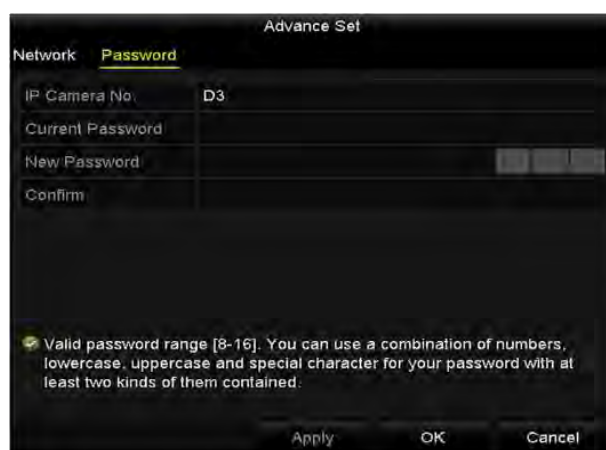 Advance Set
Network Password
IP Camera No. D3
Current Password
New Password
Confirm
Valid password range [8-16]. You can use a combination of numbers,
lowercase, uppercase and special character for your password with at
least two kinds of them contained.
Apply OK Cancel